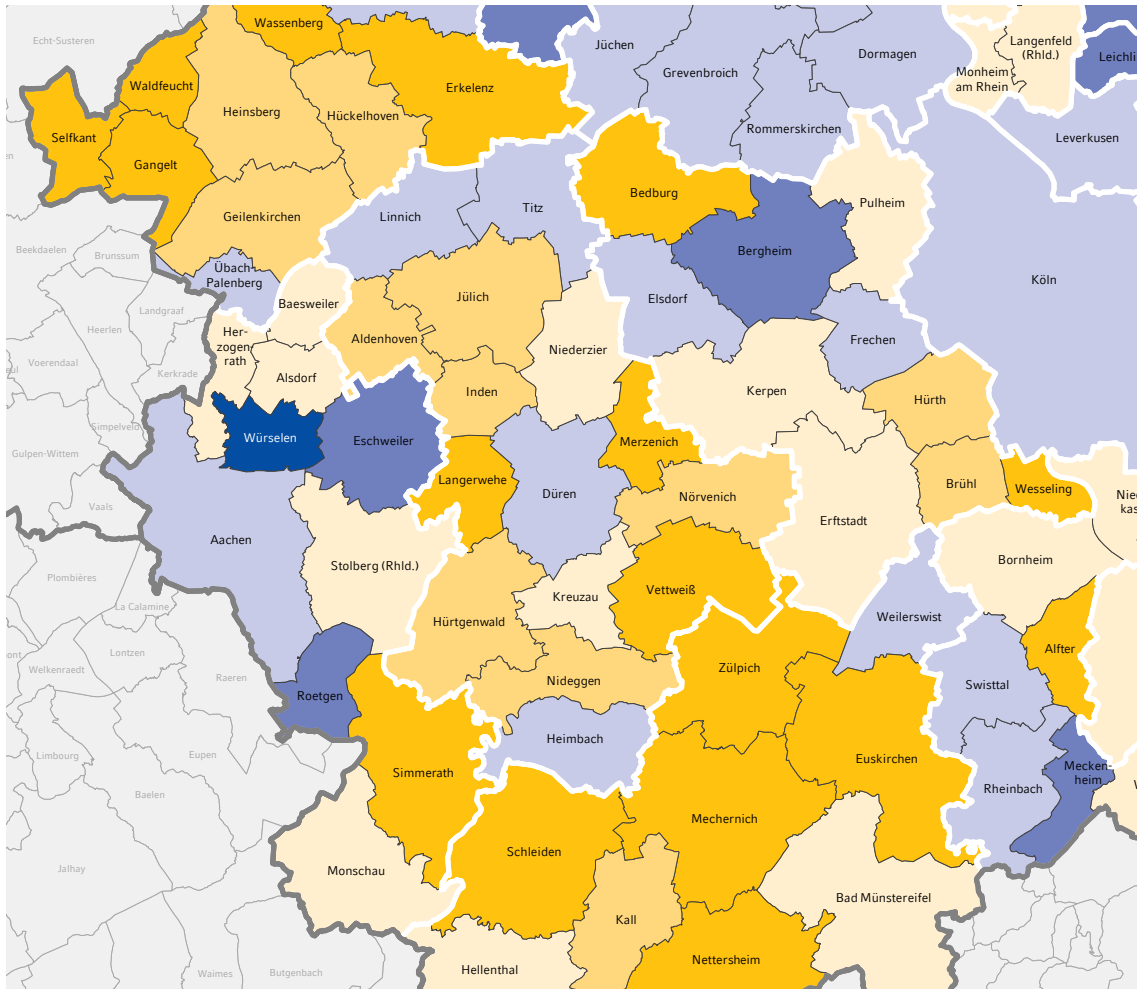 Echt-Susteren
Wassenberg
Jüchen
Dormagen
Langenfeld
(Rhld.)
Leichli
Grevenbroich
Monheim
am Rhein
Waldfeucht
Erkelenz
Heinsberg
Hückelhoven
Selfkant
Rommerskirchen
Leverkusen
Gangelt
Bedburg
Pulheim
Geilenkirchen
Linnich
Titz
Beekdaelen
Brunssum
Bergheim
Übach-
Palenberg
Köln
Elsdorf
Jülich
Baesweiler
Landgraaf
Heerlen
Her-
zogen-
rath
Aldenhoven
Niederzier
Frechen
Voerendaal
Kerkrade
Alsdorf
Inden
Kerpen
Hürth
Simpelveld
Würselen
Eschweiler
Merzenich
Gulpen-Wittem
Langerwehe
Düren
Nörvenich
Brühl
Wesseling
Nied
kas
Vaals
Erftstadt
Aachen
Stolberg (Rhld.)
Bornheim
Plombières
Kreuzau
Vettweiß
La Calamine
Hürtgenwald
Weilerswist
Lontzen
Alfter
Welkenraedt
Zülpich
Raeren
Nideggen
Swisttal
Roetgen
Heimbach
Limbourg
Eupen
Simmerath
Euskirchen
Mecken-
heim
Rheinbach
Baelen
Mechernich
Schleiden
Jalhay
Monschau
Bad Münstereifel
Kall
Nettersheim
Hellenthal
Waimes
Butgenbach